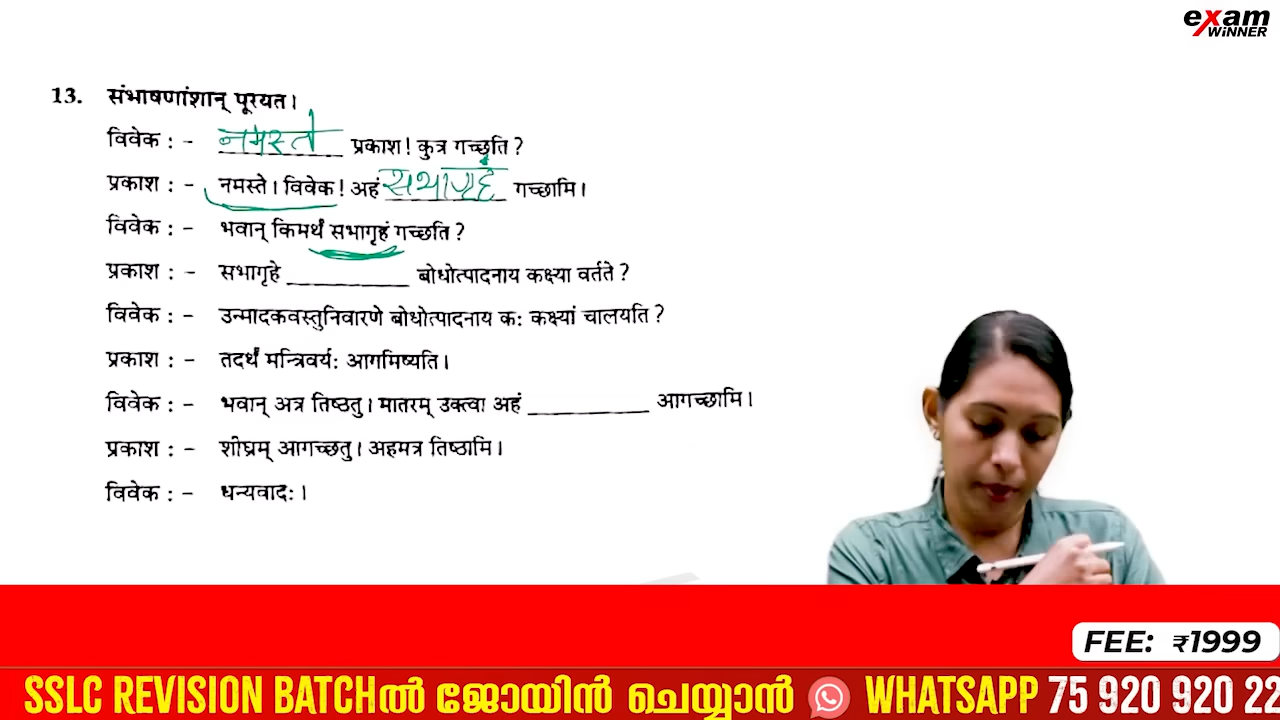 exam
WiNNER
13. संभाषणांशान् पूरयत।
विवेक : - नमस्ते प्रकाश! कुत्र गच्छति?
प्रकाश : - नमस्ते। विवेक! अहं सभागृहं गच्छामि।
विवेक : - भवान् किमर्थं सभागृहं गच्छति?
प्रकाश : - सभागृहे ________ बोधोत्पादनाय कक्ष्या वर्तते?
विवेक : - उन्मादकवस्तुनिवारणे बोधोत्पादनाय कः कक्ष्यां चालयति?
प्रकाश : - तदर्थं मन्त्रिवर्यः आगमिष्यति।
विवेक : - भवान् अत्र तिष्ठतु। मातरम् उक्त्वा अहं ________ आगच्छामि।
प्रकाश : - शीघ्रम् आगच्छतु। अहमत्र तिष्ठामि।
विवेक : - धन्यवादः।
FEE: ₹1999
SSLC REVISION BATCHൽ ജോയിൻ ചെയ്യാൻ WHATSAPP 75 920 920 22